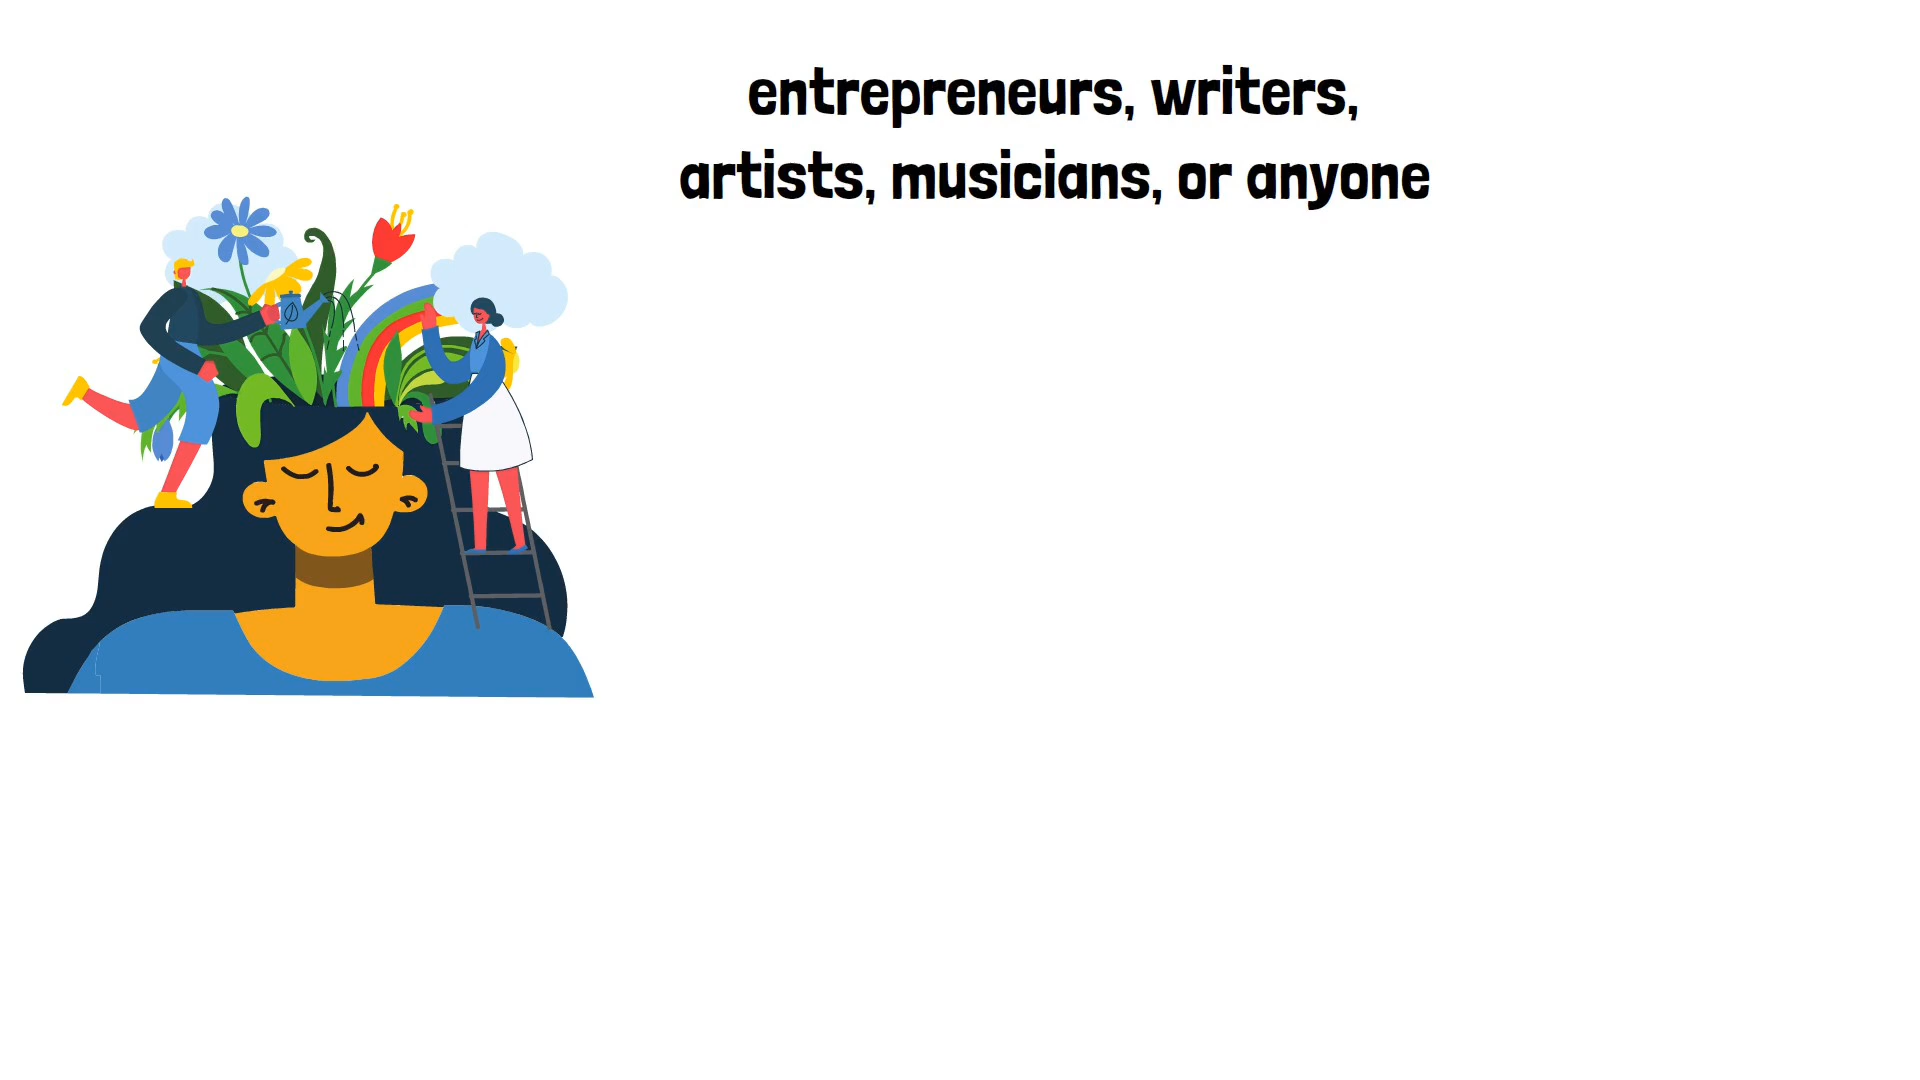 entrepreneurs, writers,
artists, musicians, or anyone